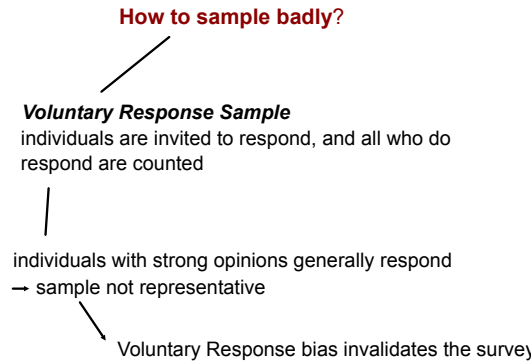 How to sample badly?
Voluntary Response Sample
individuals are invited to respond, and all who do
respond are counted
individuals with strong opinions generally respond
→ sample not representative
Voluntary Response bias invalidates the survey